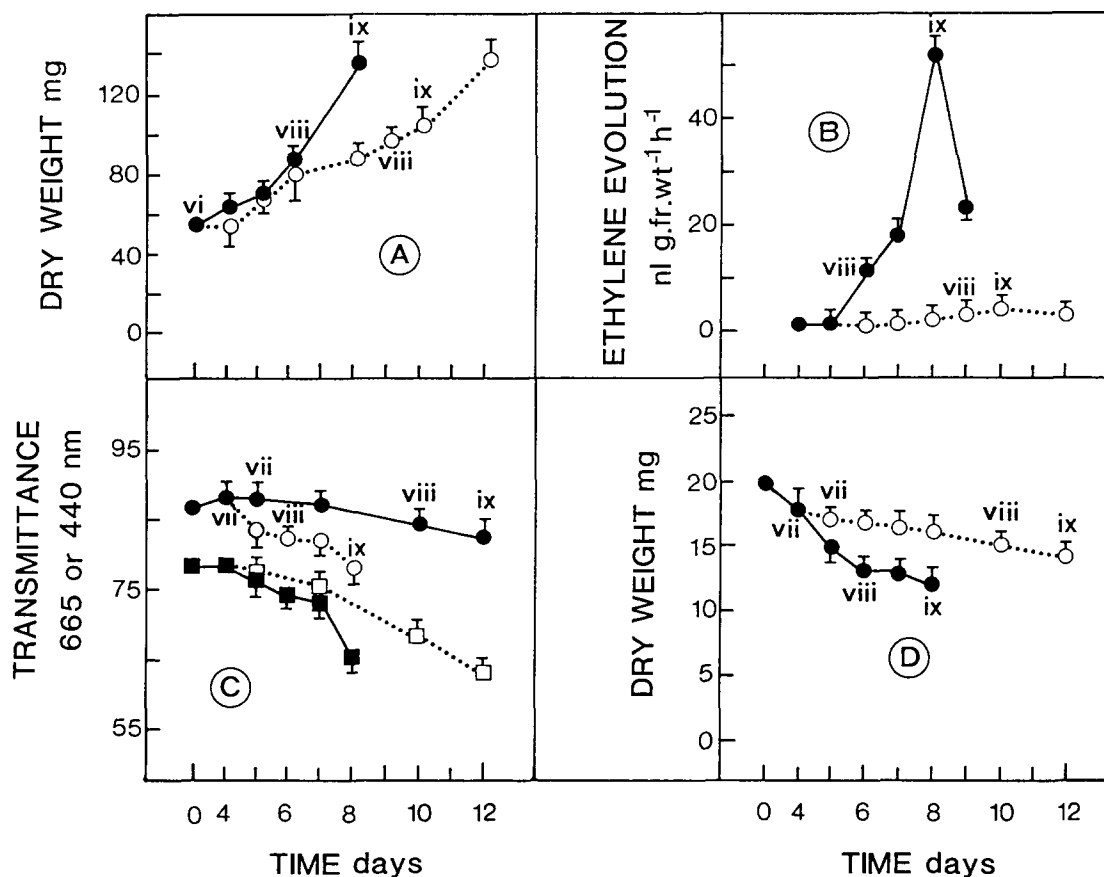 DRY WEIGHT mg
120
80
40
0
vi
viii
ix
viii
ix
A
ETHYLENE EVOLUTION
nl g.fr.wt⁻¹h⁻¹
40
20
0
viii
ix
viii
ix
B
TRANSMITTANCE
665 or 440 nm
95
75
55
vii
vii
viii
ix
viii
ix
C
0 4 6 8 10 12
TIME days
DRY WEIGHT mg
25
20
15
10
5
0
vii
vii
viii
ix
viii
ix
D
0 4 6 8 10 12
TIME days